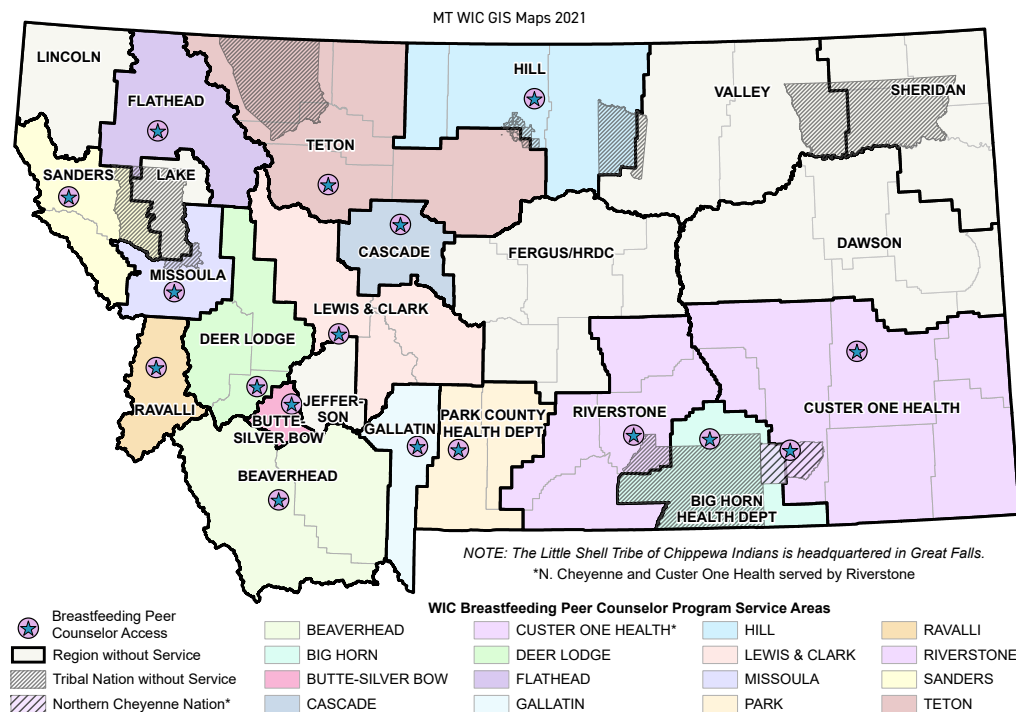 MT WIC GIS Maps 2021
LINCOLN
FLATHEAD
HILL
VALLEY
SHERIDAN
TETON
SANDERS
LAKE
CASCADE
FERGUS/HRDC
DAWSON
MISSOULA
LEWIS & CLARK
DEER LODGE
RAVALLI
JEFFER-
SON
BUTTE-
SILVER BOW
GALLATIN
PARK COUNTY
HEALTH DEPT
RIVERSTONE
CUSTER ONE HEALTH
BEAVERHEAD
BIG HORN
HEALTH DEPT
NOTE: The Little Shell Tribe of Chippewa Indians is headquartered in Great Falls.
*N. Cheyenne and Custer One Health served by Riverstone
WIC Breastfeeding Peer Counselor Program Service Areas
Breastfeeding Peer
Counselor Access
Region without Service
Tribal Nation without Service
Northern Cheyenne Nation*
BEAVERHEAD
BIG HORN
BUTTE-SILVER BOW
CASCADE
CUSTER ONE HEALTH*
DEER LODGE
FLATHEAD
GALLATIN
HILL
LEWIS & CLARK
MISSOULA
PARK
RAVALLI
RIVERSTONE
SANDERS
TETON